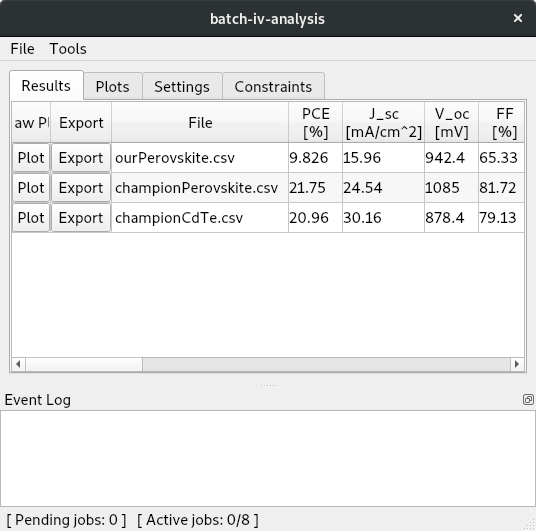 batch-iv-analysis ×
File Tools
Results Plots Settings Constraints
aw Pl Export File PCE [%] J_sc [mA/cm^2] V_oc [mV] FF [%]
Plot Export ourPerovskite.csv 9.826 15.96 942.4 65.33
Plot Export championPerovskite.csv 21.75 24.54 1085 81.72
Plot Export championCdTe.csv 20.96 30.16 878.4 79.13
Event Log
[ Pending jobs: 0 ] [ Active jobs: 0/8 ]